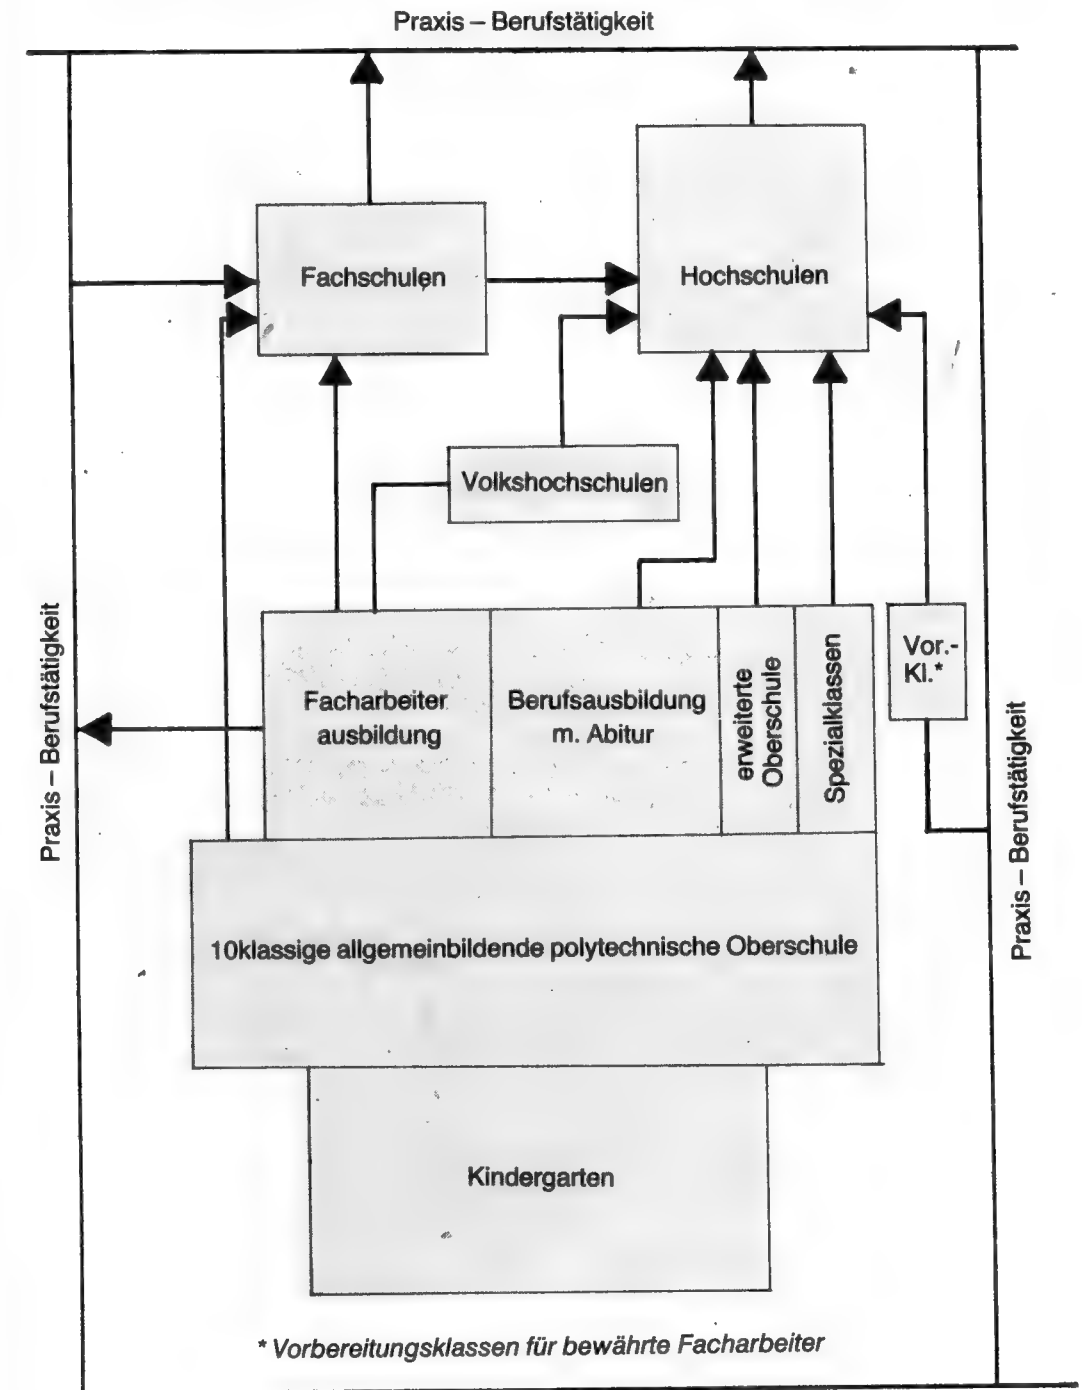 Praxis – Berufstätigkeit
Fachschulen
Hochschulen
Volkshochschulen
Praxis – Berufstätigkeit
Facharbeiter
ausbildung
Berufsausbildung
m. Abitur
erweiterte
Oberschule
Spezialklassen
Vor.-
Kl.*
Praxis – Berufstätigkeit
10klassige allgemeinbildende polytechnische Oberschule
Kindergarten
* Vorbereitungsklassen für bewährte Facharbeiter